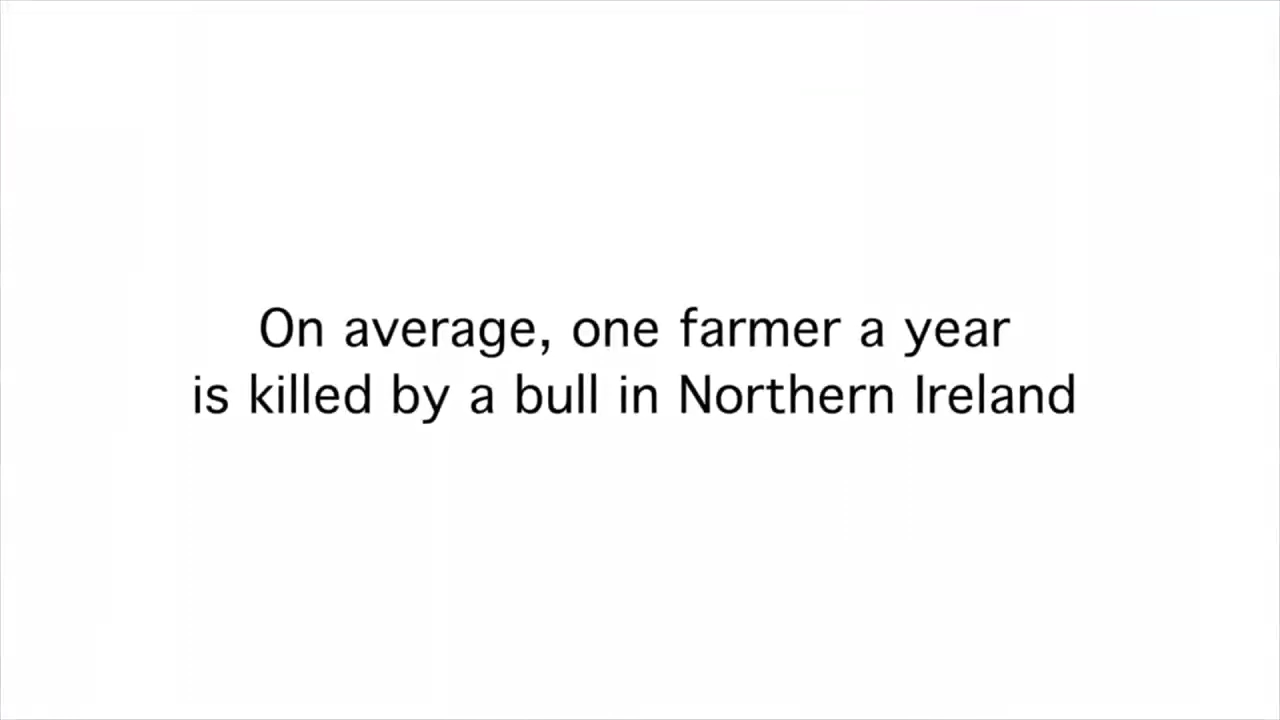 On average, one farmer a year
is killed by a bull in Northern Ireland